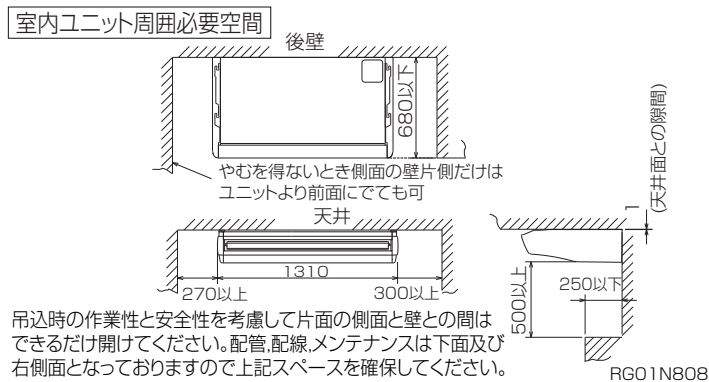 室内ユニット周囲必要空間
後壁
680以下
やむを得ないとき側面の壁片側だけは
ユニットより前面にでても可
天井
1310
270以上
300以上
1
(天井面との隙間)
500以上
250以下
吊込時の作業性と安全性を考慮して片面の側面と壁との間は
できるだけ開けてください。配管,配線,メンテナンスは下面及び
右側面となっておりますので上記スペースを確保してください。
RG01N808